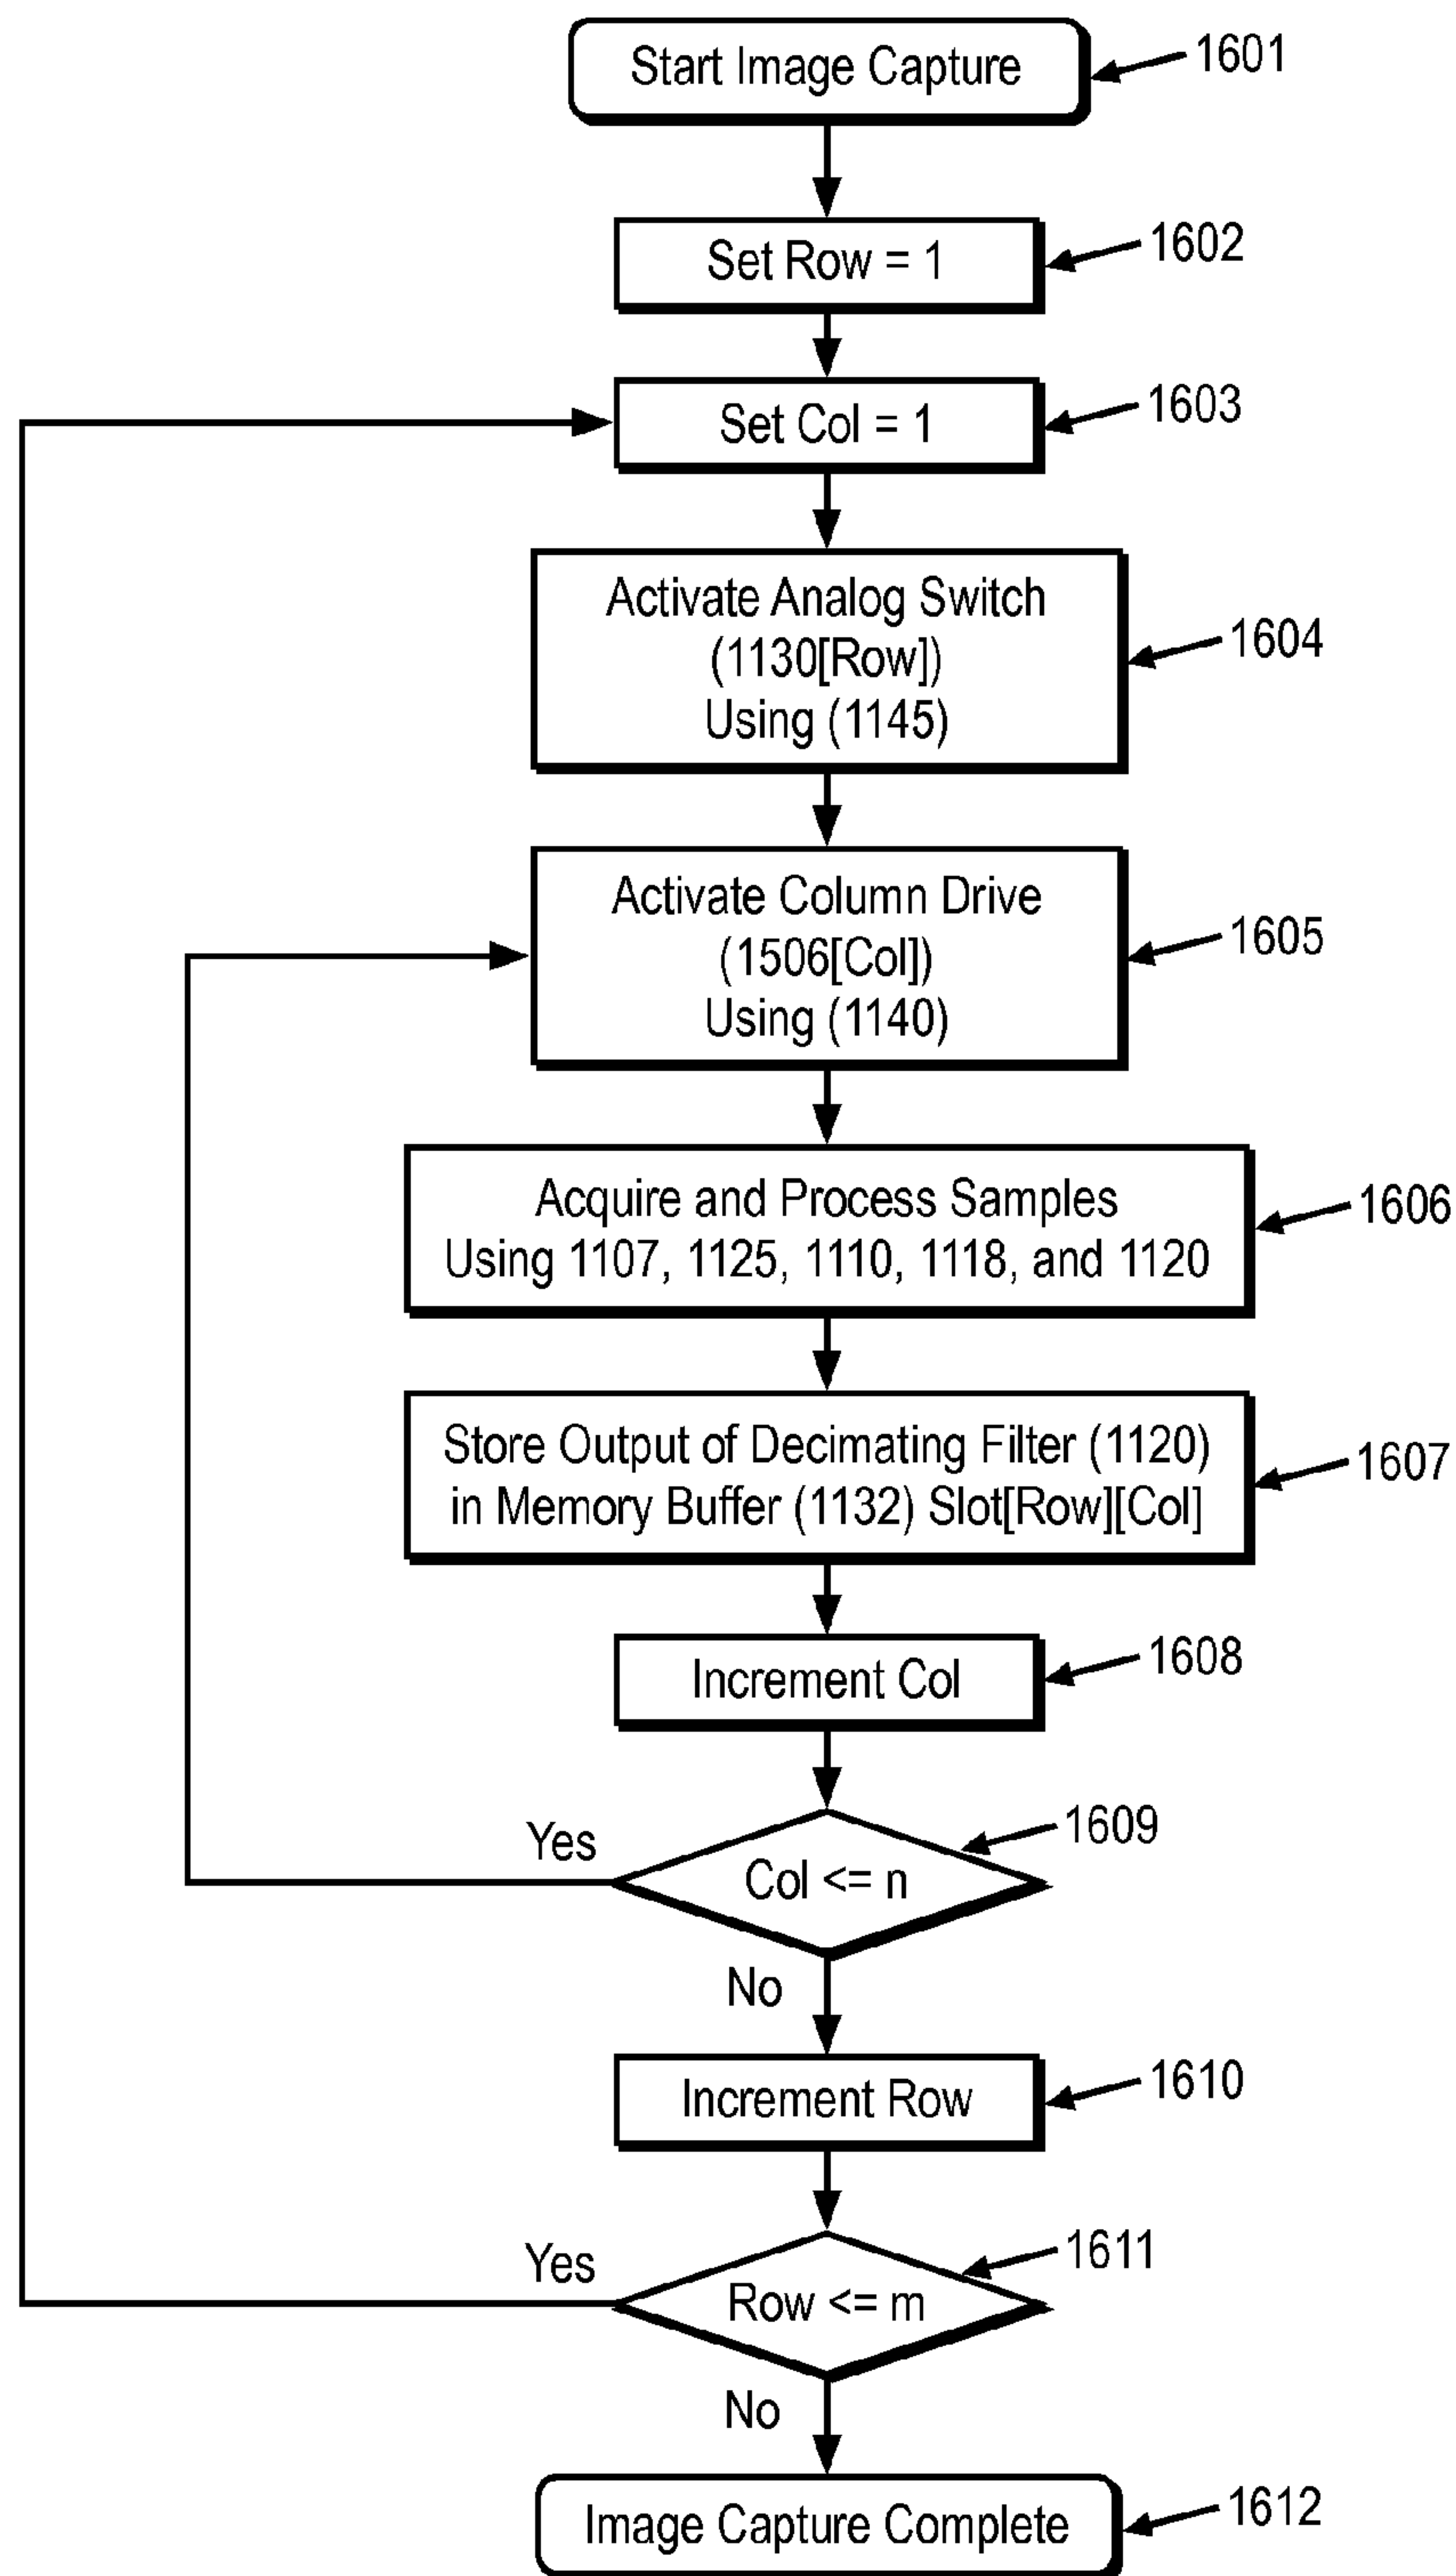 Start Image Capture
1601
Set Row = 1
1602
Set Col = 1
1603
Activate Analog Switch
(1130[Row])
Using (1145)
1604
Activate Column Drive
(1506[Col])
Using (1140)
1605
Acquire and Process Samples
Using 1107, 1125, 1110, 1118, and 1120
1606
Store Output of Decimating Filter (1120)
in Memory Buffer (1132) Slot[Row][Col]
1607
Increment Col
1608
Yes
Col <= n
1609
No
Increment Row
1610
Yes
Row <= m
1611
No
Image Capture Complete
1612